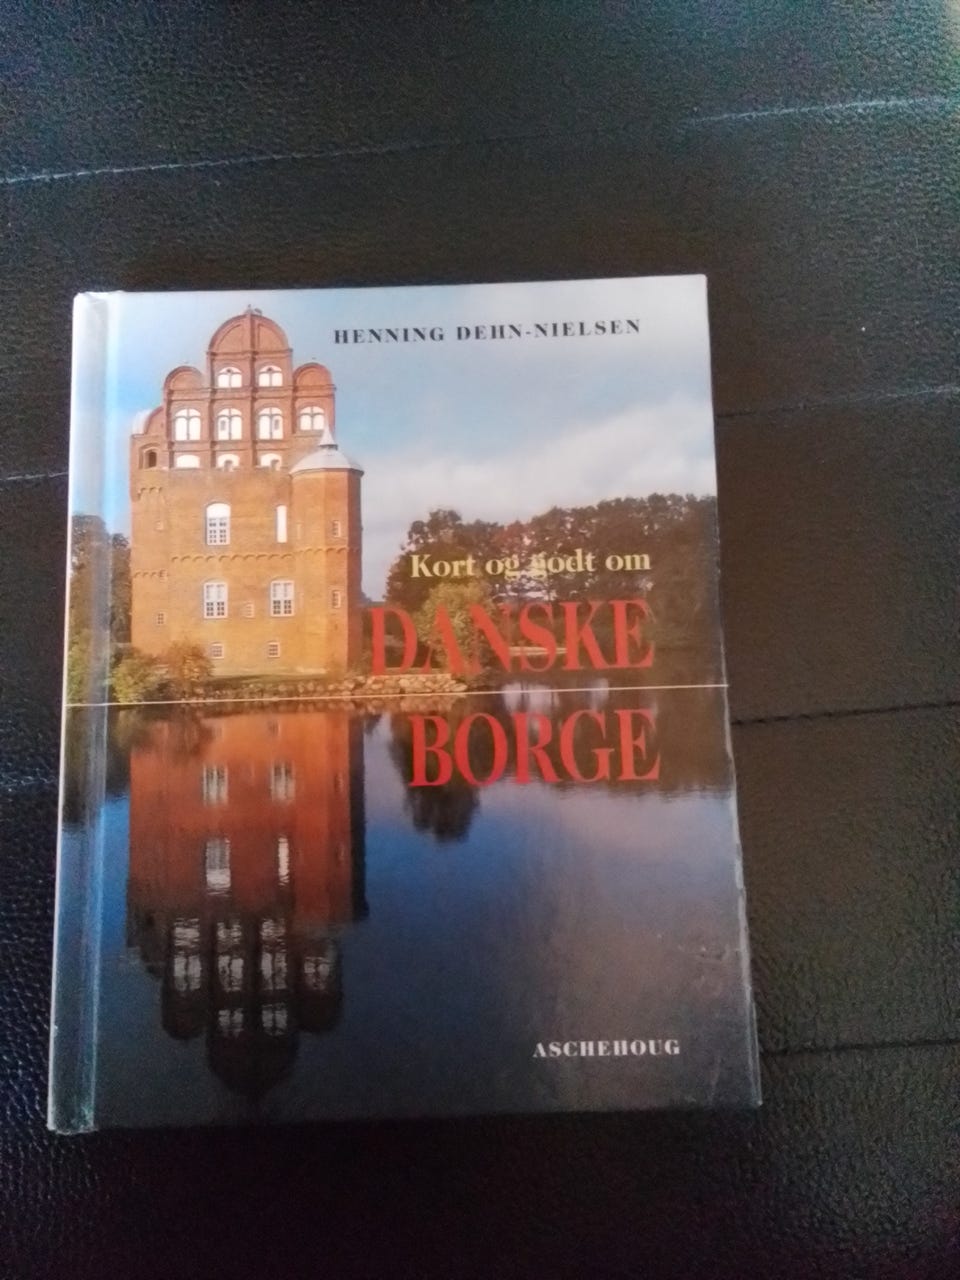 HENNING DEHN-NIELSEN
Kort og godt om
DANSKE
BORGE
ASCHEHOUG